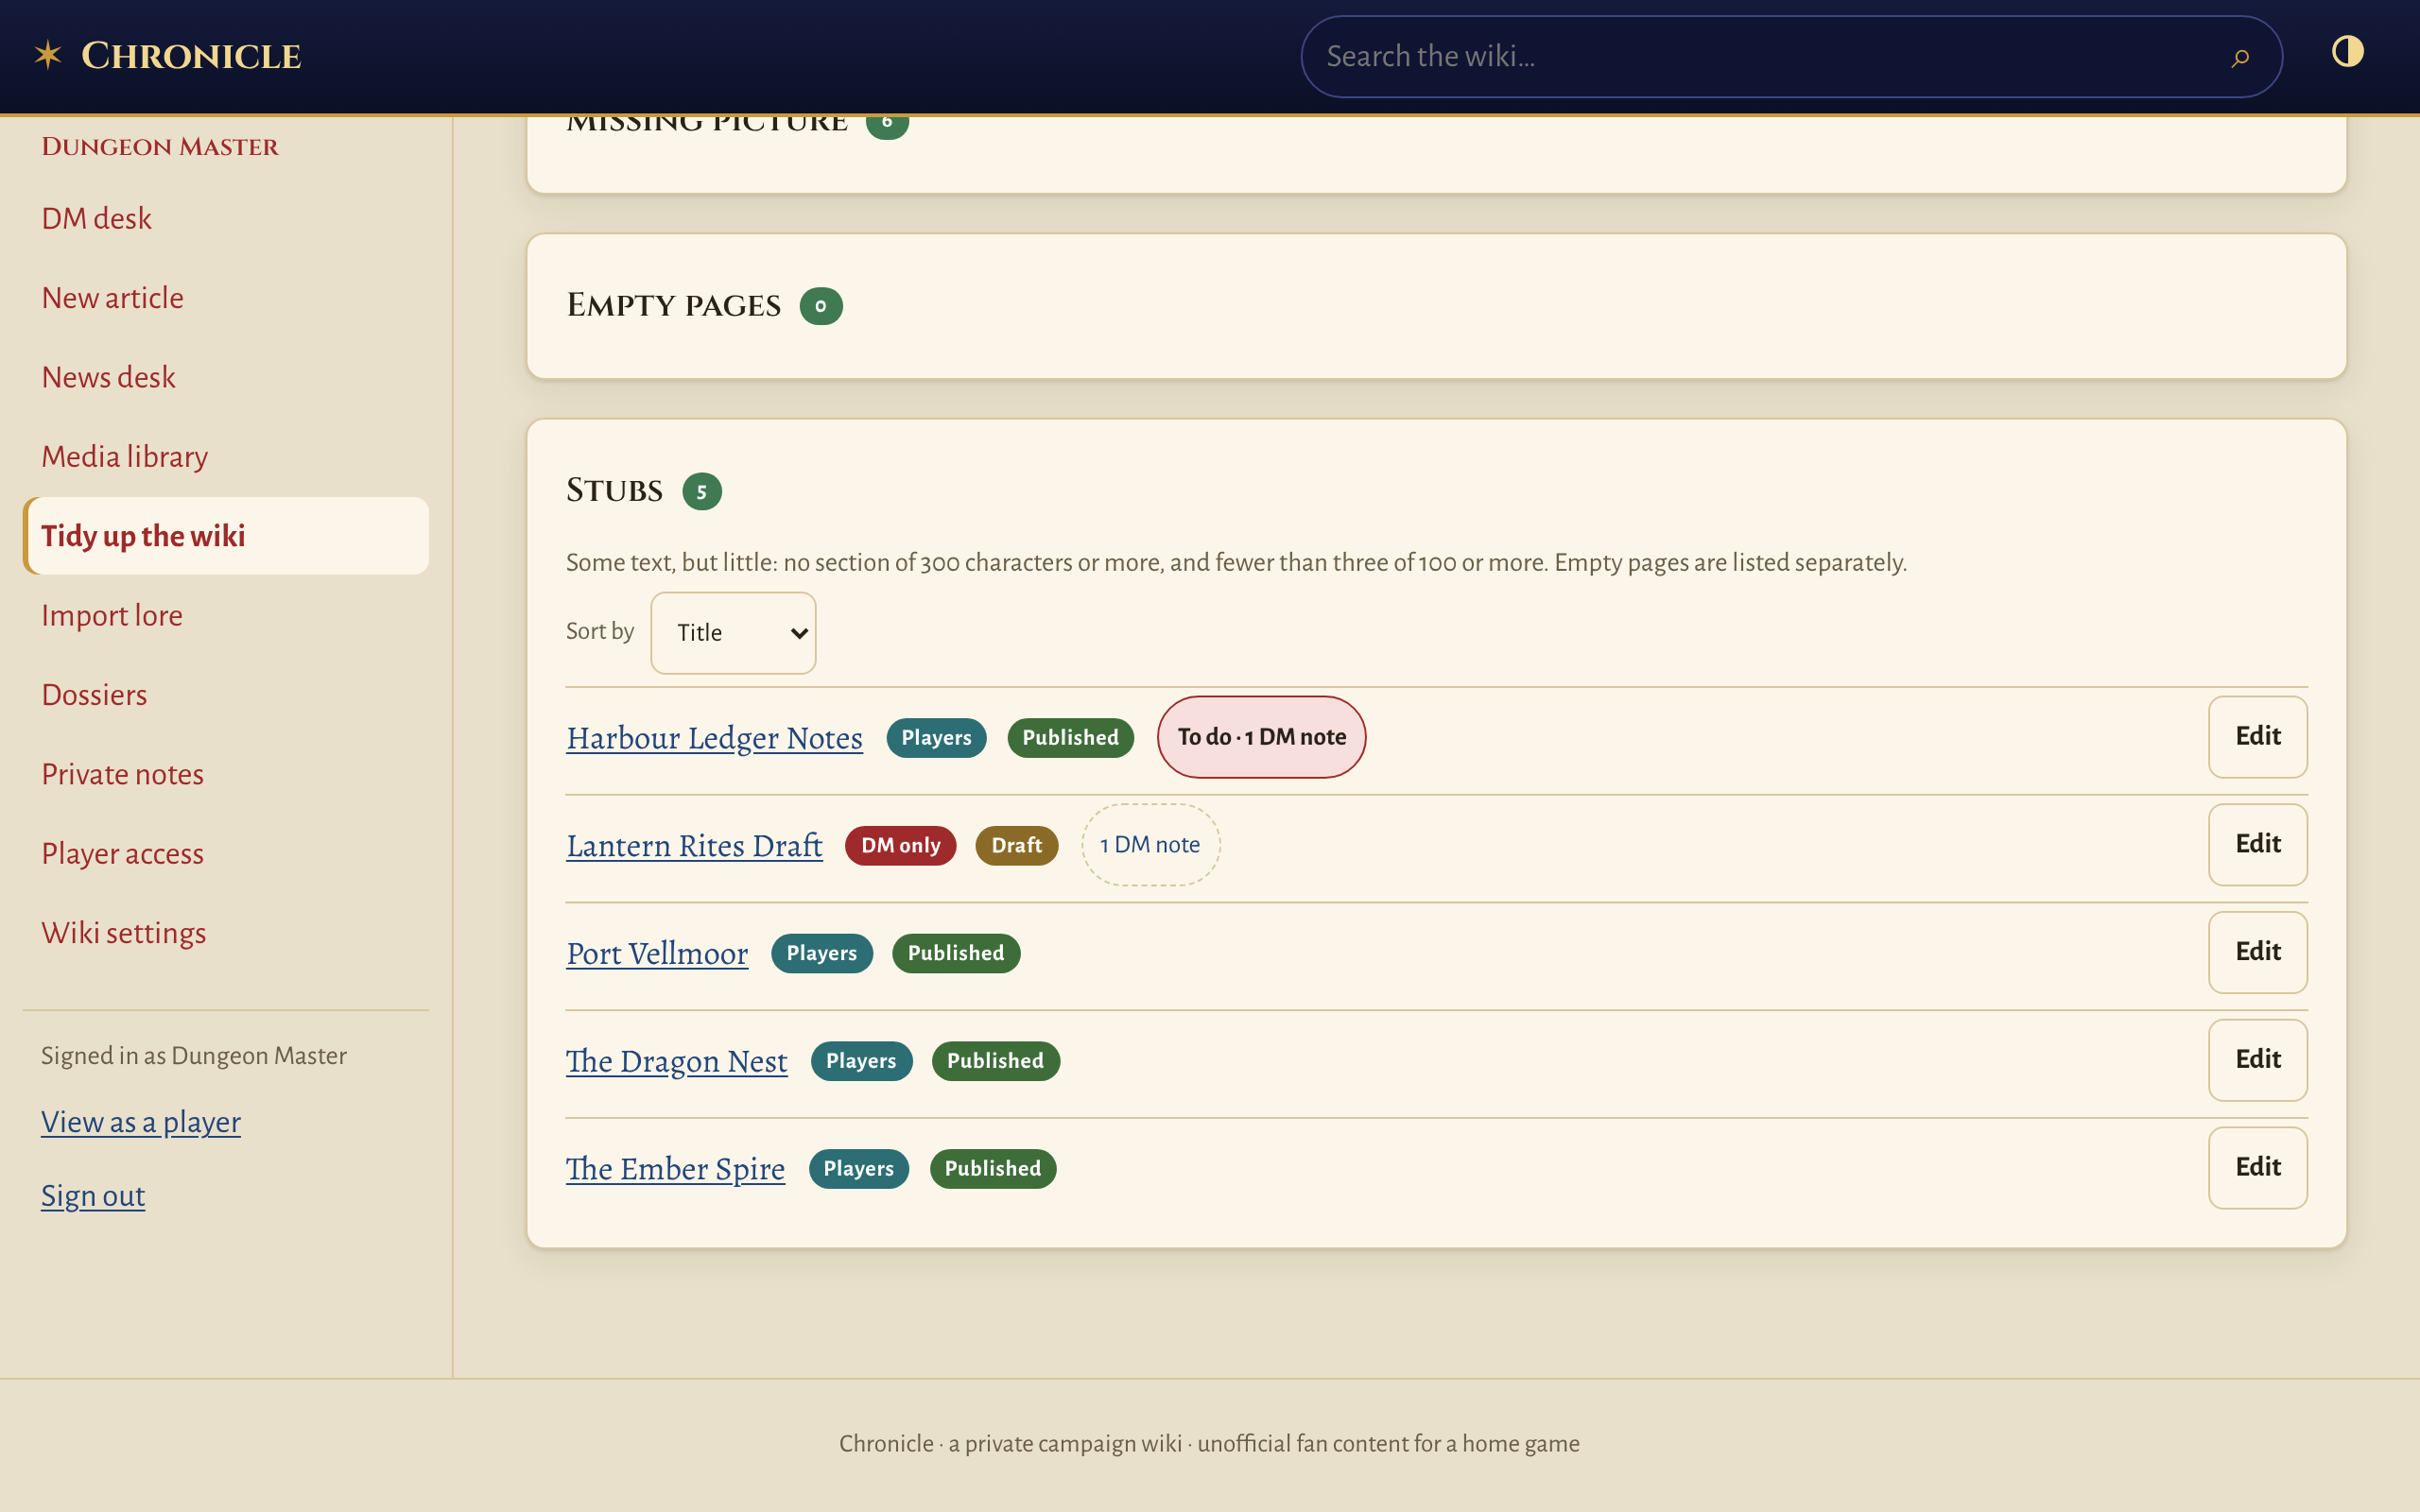 CHRONICLE
Search the wiki...
DUNGEON MASTER
DM desk
New article
News desk
Media library
Tidy up the wiki
Import lore
Dossiers
Private notes
Player access
Wiki settings
Signed in as Dungeon Master
View as a player
Sign out
MISSING PICTURE 6
EMPTY PAGES 0
STUBS 5
Some text, but little: no section of 300 characters or more, and fewer than three of 100 or more. Empty pages are listed separately.
Sort by Title
Harbour Ledger Notes Players Published To do · 1 DM note Edit
Lantern Rites Draft DM only Draft 1 DM note Edit
Port Vellmoor Players Published Edit
The Dragon Nest Players Published Edit
The Ember Spire Players Published Edit
Chronicle · a private campaign wiki · unofficial fan content for a home game